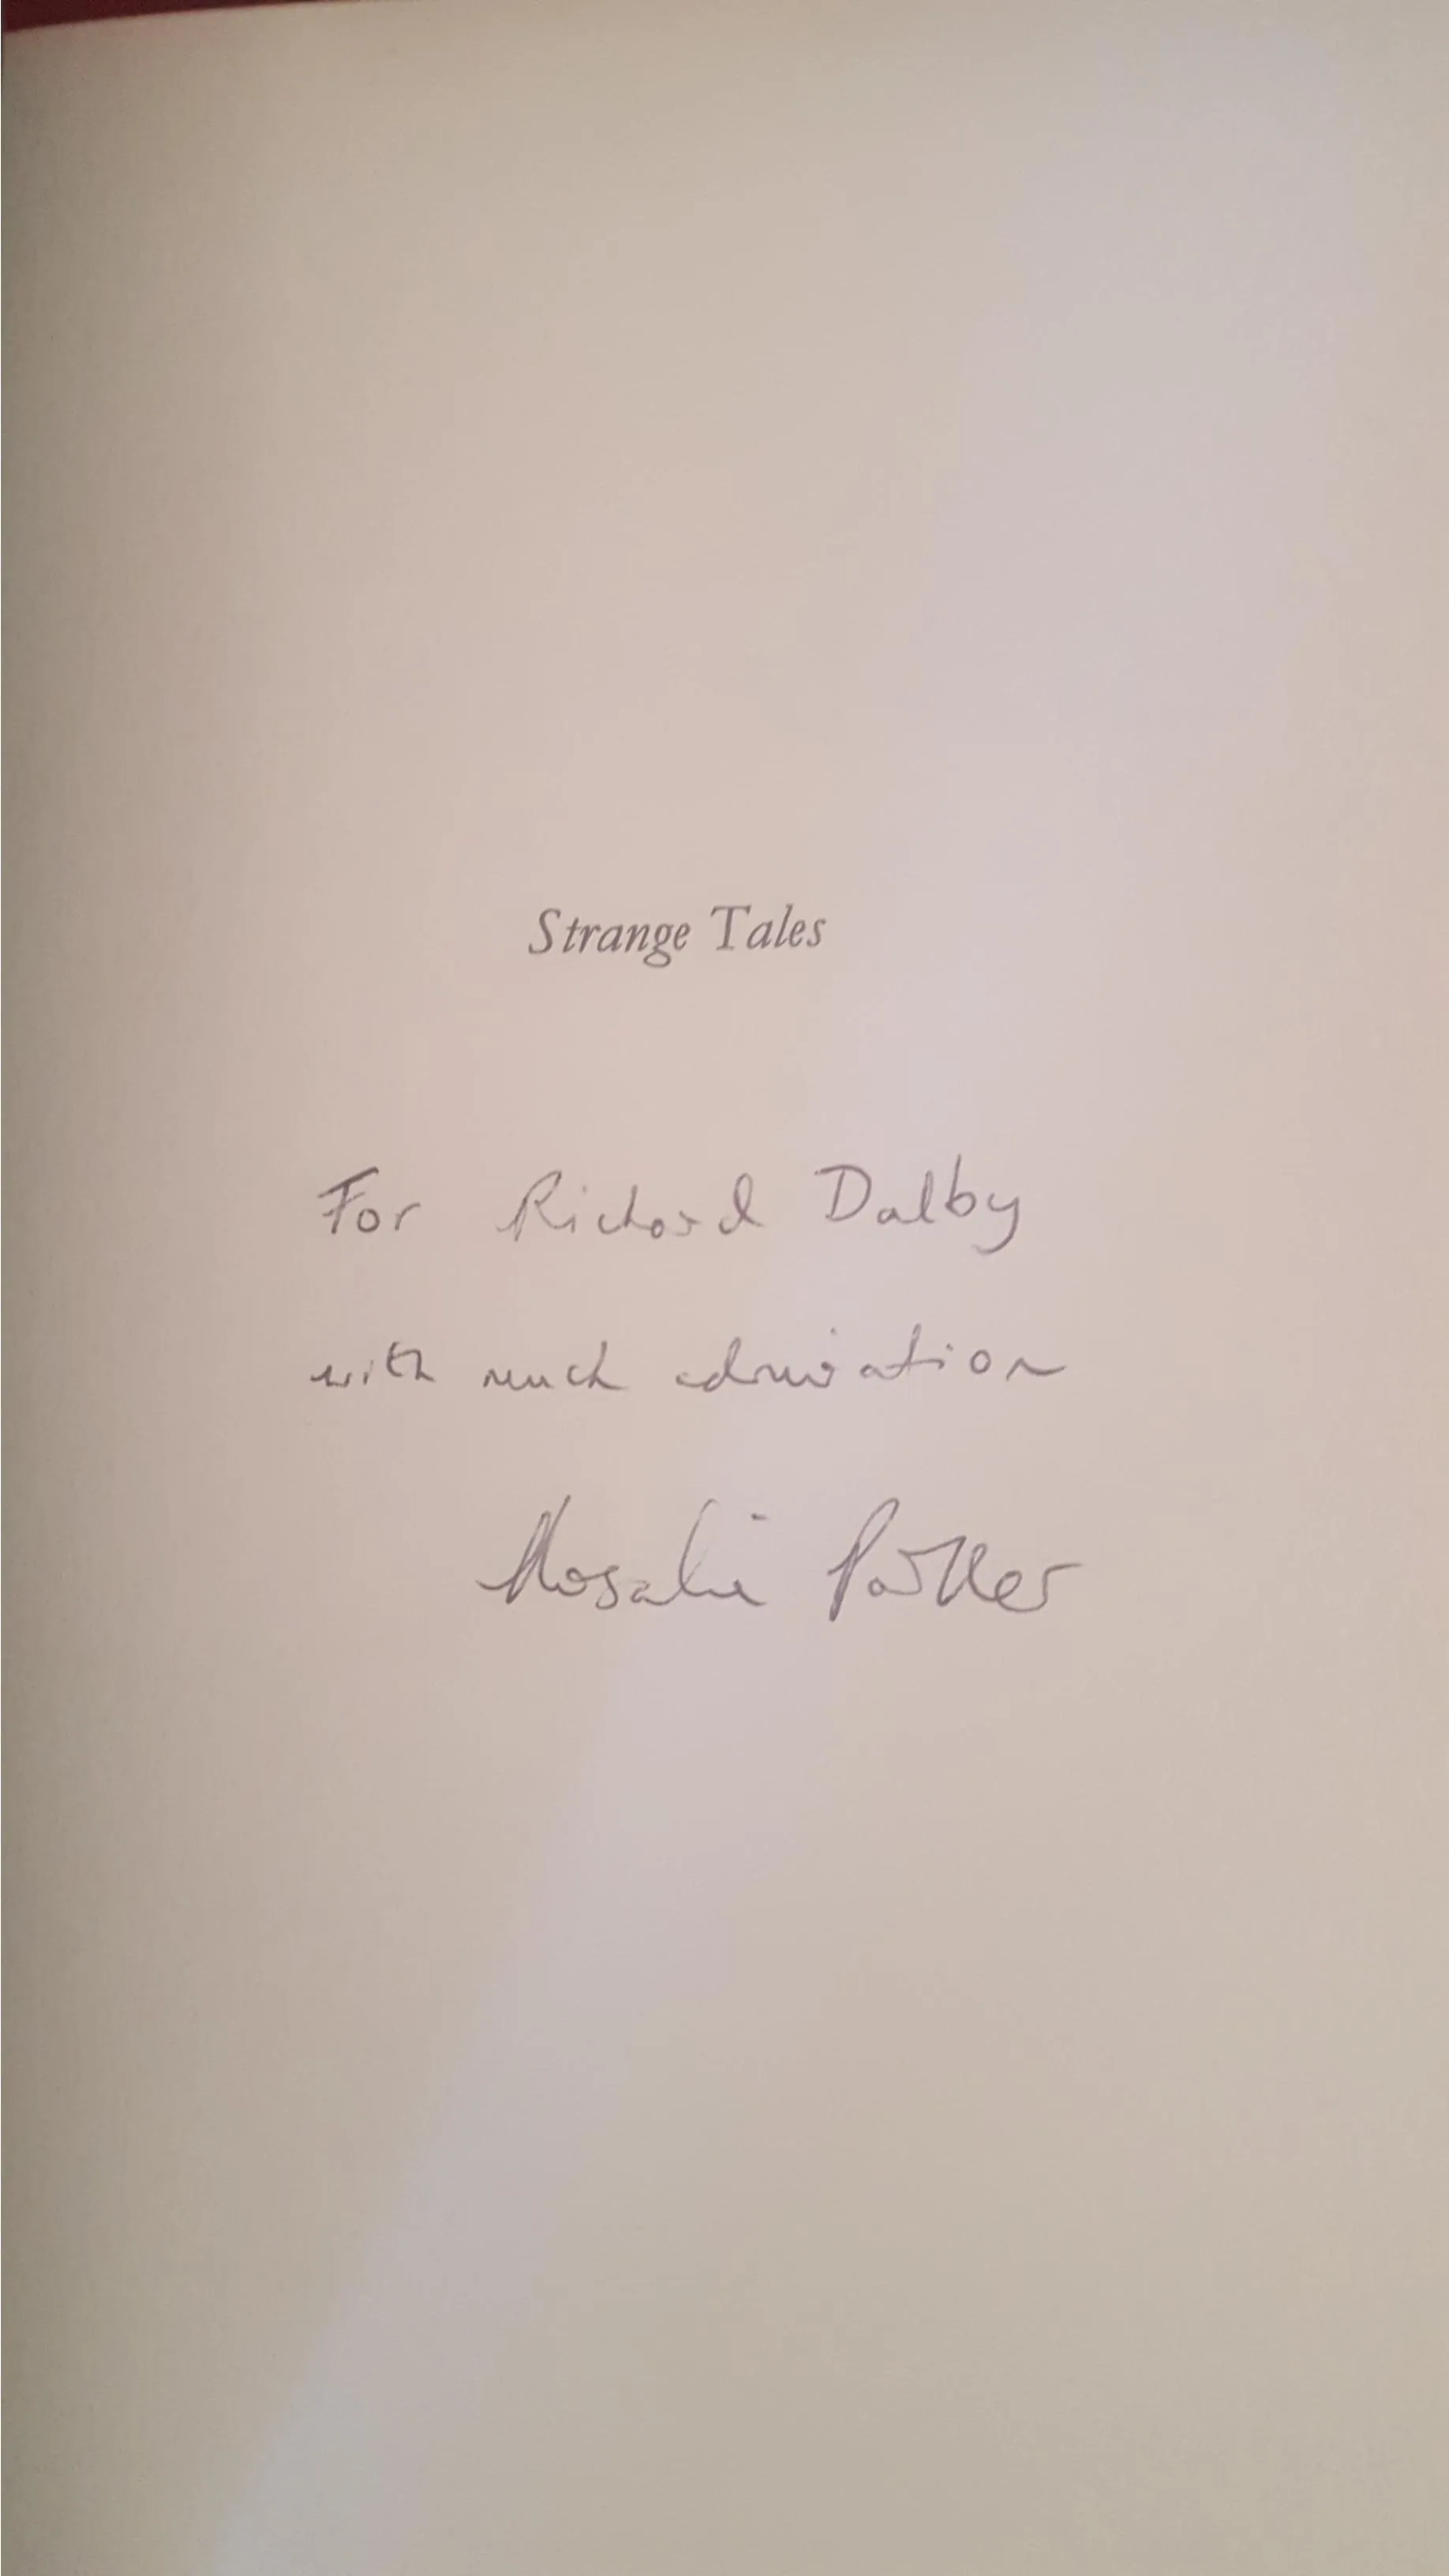 Strange Tales
For Richard Dalby
with much admiration
Rosalie Parker